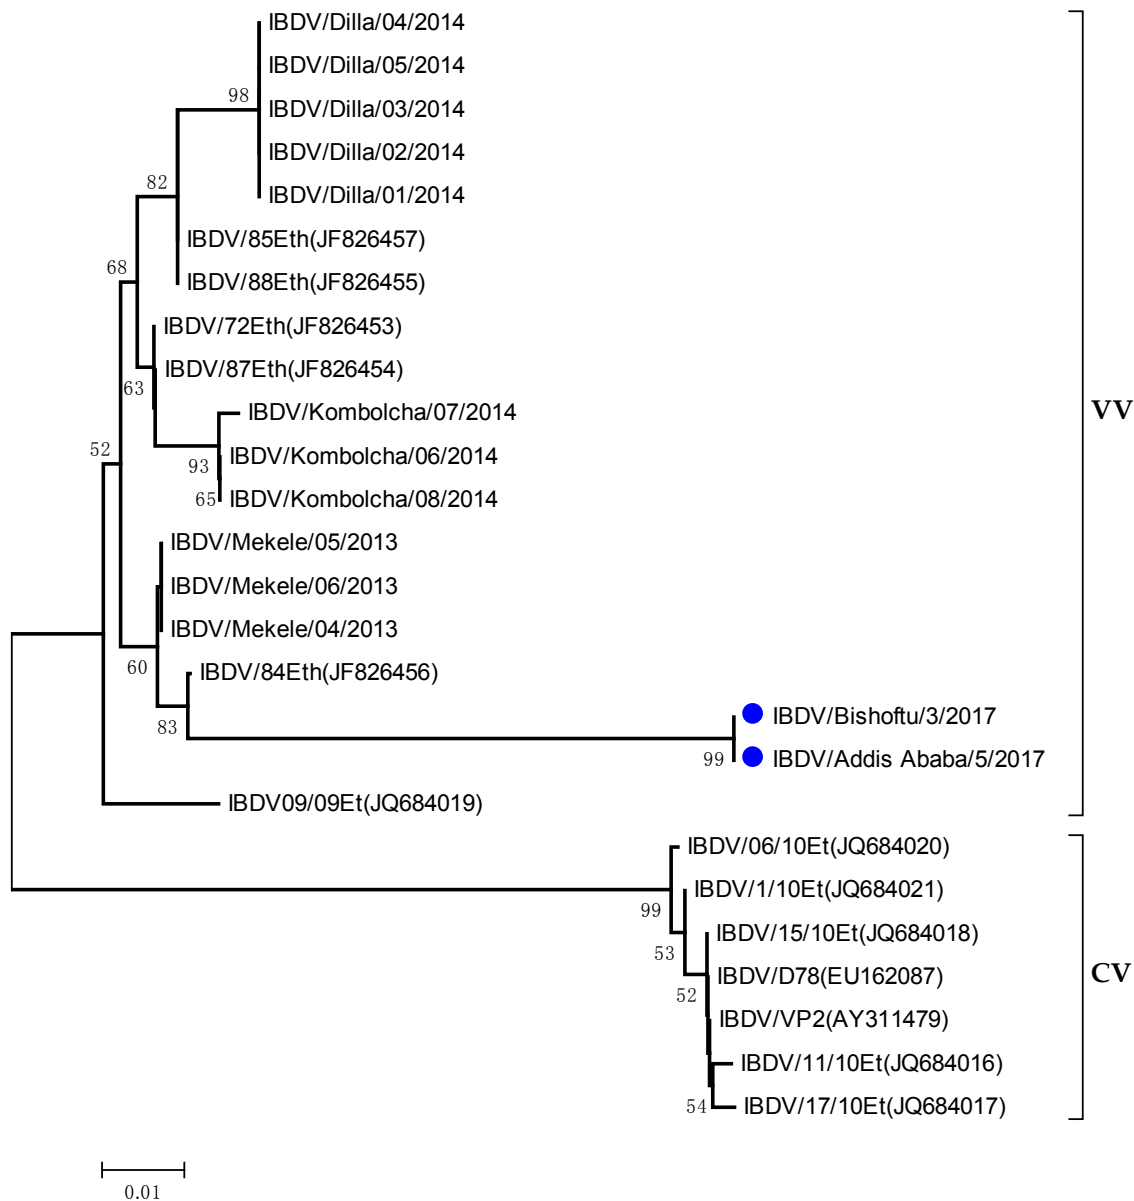 IBDV/Dilla/04/2014
IBDV/Dilla/05/2014
98
IBDV/Dilla/03/2014
IBDV/Dilla/02/2014
82
IBDV/Dilla/01/2014
IBDV/85Eth(JF826457)
68
IBDV/88Eth(JF826455)
IBDV/72Eth(JF826453)
IBDV/87Eth(JF826454)
63
IBDV/Kombolcha/07/2014
VV
52
IBDV/Kombolcha/06/2014
93
IBDV/Kombolcha/08/2014
65
IBDV/Mekele/05/2013
IBDV/Mekele/06/2013
IBDV/Mekele/04/2013
60
IBDV/84Eth(JF826456)
83
IBDV/Bishoftu/3/2017
IBDV/Addis Ababa/5/2017
99
IBDV09/09Et(JQ684019)
IBDV/06/10Et(JQ684020)
IBDV/1/10Et(JQ684021)
99
IBDV/15/10Et(JQ684018)
53
IBDV/D78(EU162087)
CV
52
IBDV/VP2(AY311479)
IBDV/11/10Et(JQ684016)
IBDV/17/10Et(JQ684017)
54
0.01